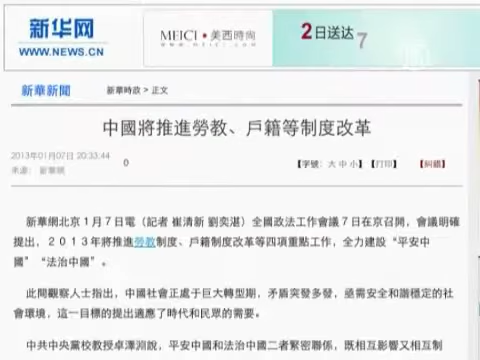 新华网
WWW.NEWS.CN
MEICI·美西時尚
www.meici.com
2日送达
7
新華新聞
新華時政 > 正文
中國將推進勞教、戶籍等制度改革
2013年01月07日 20:33:44
0
【字號: 大 中 小】【打印】
【糾錯】
來源: 新華網
新華網北京1月7日電（記者 崔清新 劉奕湛）全國政法工作會議7日在京召開，會議明確
提出，２０１３年將推進勞教制度、戶籍制度改革等四項重點工作，全力建設“平安中
國”“法治中國”。
此間觀察人士指出，中國社會正處于巨大轉型期，矛盾突發多發，亟需安全和諧穩定的社
會環境，這一目標的提出適應了時代和民眾的需要。
中共中央黨校教授卓澤淵說，平安中國和法治中國二者緊密聯係，既相互影響又相互制